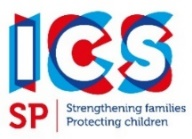 ICS
SP
Strengthening families
Protecting children